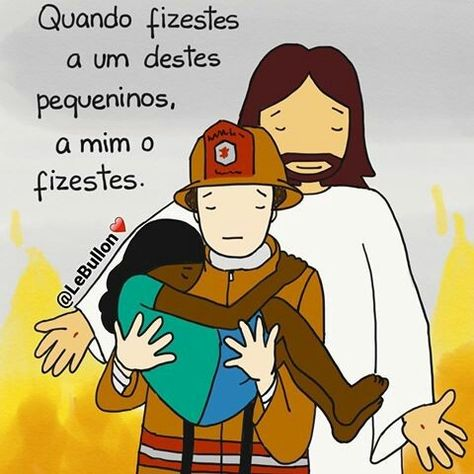 Quando fizestes
a um destes
pequeninos,
a mim o
fizestes.
@LeBullon❤